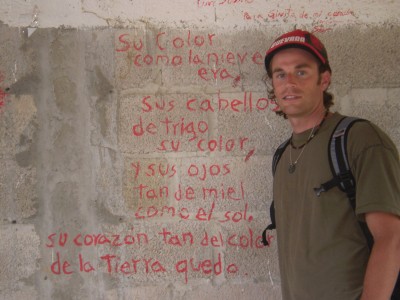 Su Color
como la nieve
era,
Sus cabellos
de trigo
su color,
y sus ojos
tan de miel
como el sol.
su corazón tan del color
de la Tierra quedo.